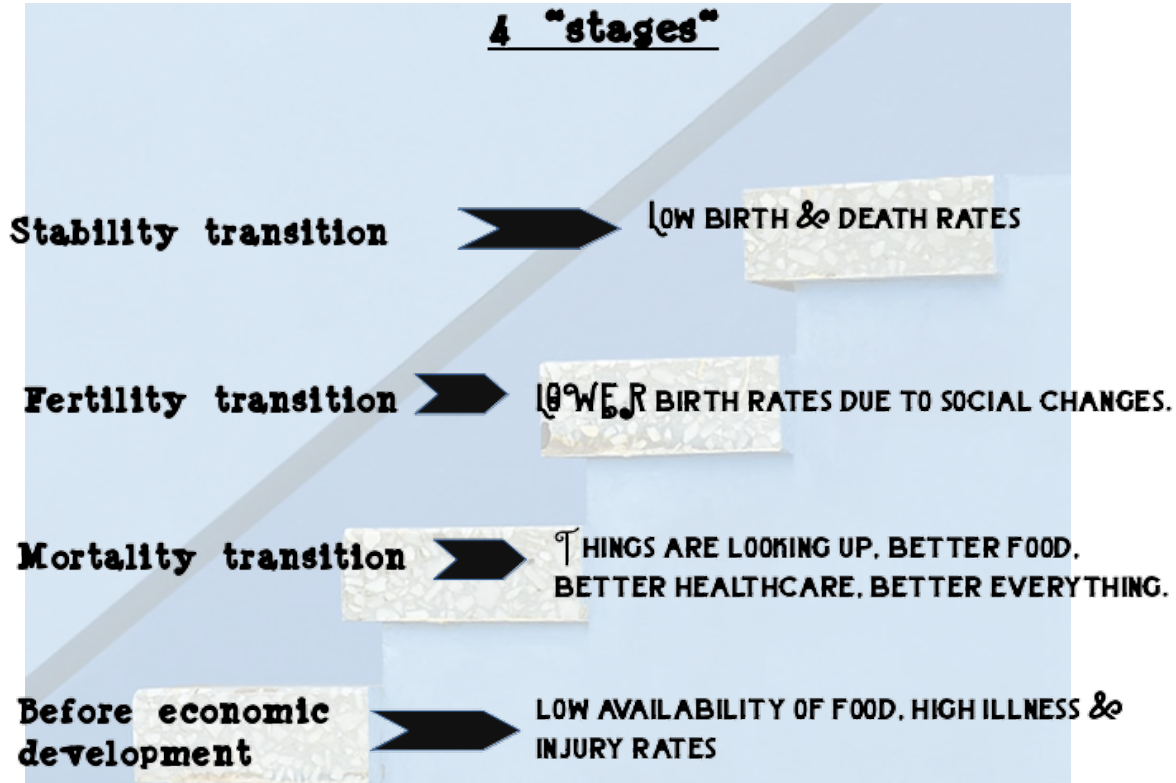 4 "stages"
Stability transition
Low birth & death rates
Fertility transition
LOWER birth rates due to social changes.
Mortality transition
Things are looking up, better food,
better healthcare, better everything.
Before economic
development
low availability of food, high illness &
injury rates